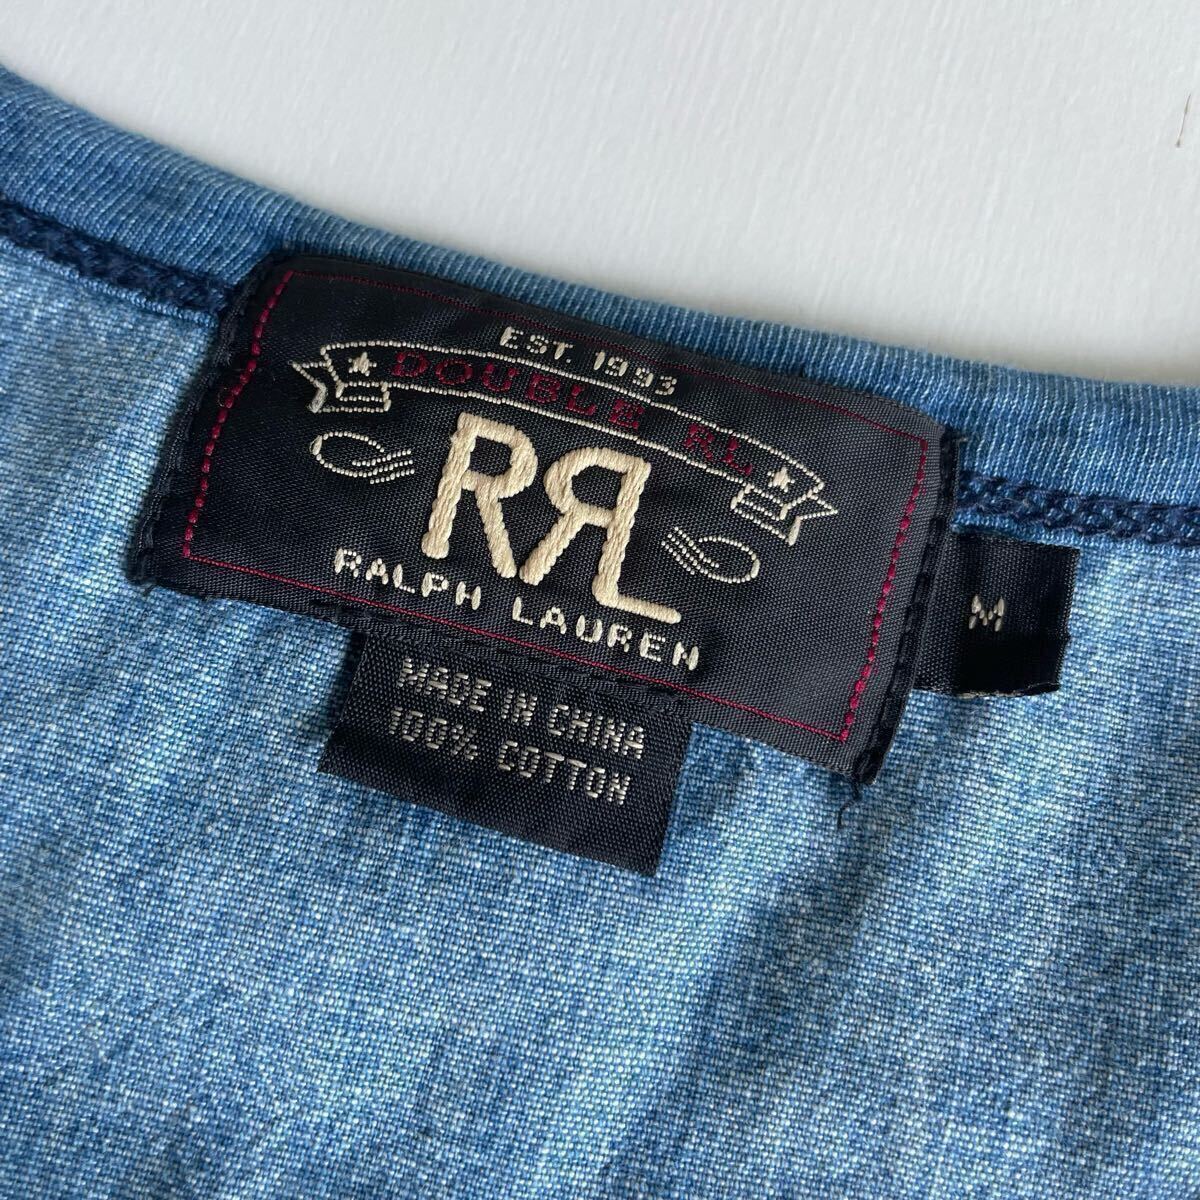 EST. 1993
DOUBLE RL
RRL
RALPH LAUREN
M
MADE IN CHINA
100% COTTON